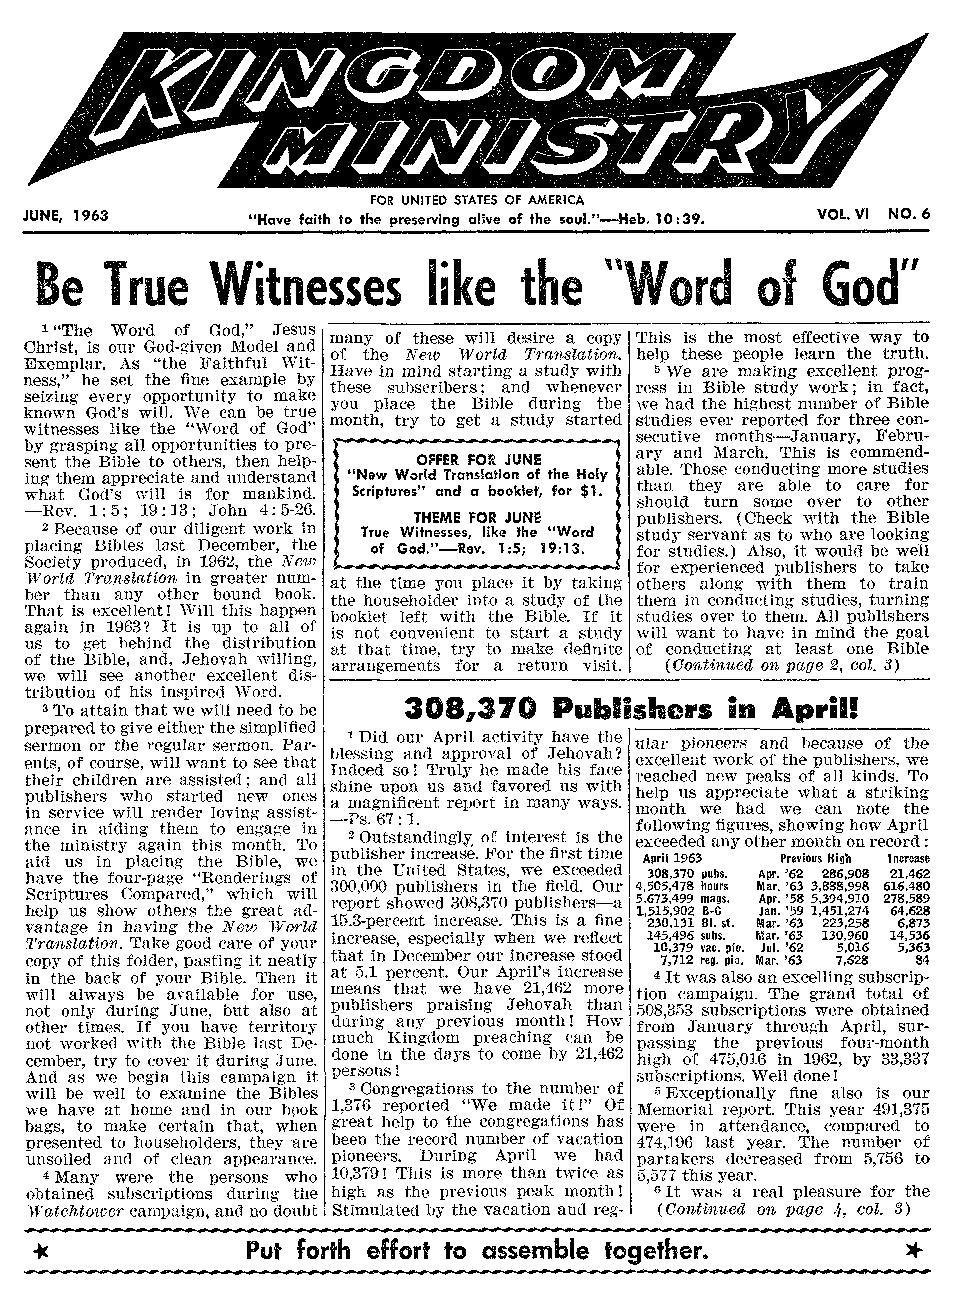 KINGDOM
MINISTRY
FOR UNITED STATES OF AMERICA
JUNE, 1963
"Have faith to the preserving alive of the soul."—Heb. 10:39.
VOL. VI NO. 6
Be True Witnesses like the "Word of God"
1 "The Word of God," Jesus
Christ, is our God-given Model and
Exemplar. As "the Faithful Wit-
ness," he set the fine example by
seizing every opportunity to make
known God's will. We can be true
witnesses like the "Word of God"
by grasping all opportunities to pre-
sent the Bible to others, then help-
ing them appreciate and understand
what God's will is for mankind.
—Rev. 1:5; 19:13; John 4:5-26.
2 Because of our diligent work in
placing Bibles last December, the
Society produced, in 1962, the New
World Translation in greater num-
ber than any other bound book.
That is excellent! Will this happen
again in 1963? It is up to all of
us to get behind the distribution
of the Bible, and, Jehovah willing,
we will see another excellent dis-
tribution of his inspired Word.
3 To attain that we will need to be
prepared to give either the simplified
sermon or the regular sermon. Par-
ents, of course, will want to see that
their children are assisted; and all
publishers who started new ones
in service will render loving assist-
ance in aiding them to engage in
the ministry again this month. To
aid us in placing the Bible, we
have the four-page "Renderings of
Scriptures Compared," which will
help us show others the great ad-
vantage in having the New World
Translation. Take good care of your
copy of this folder, pasting it neatly
in the back of your Bible. Then it
will always be available for use,
not only during June, but also at
other times. If you have territory
not worked with the Bible last De-
cember, try to cover it during June.
And as we begin this campaign it
will be well to examine the Bibles
we have at home and in our book
bags, to make certain that, when
presented to householders, they are
unsoiled and of clean appearance.
4 Many were the persons who
obtained subscriptions during the
Watchtower campaign, and no doubt
many of these will desire a copy
of the New World Translation.
Have in mind starting a study with
these subscribers; and whenever
you place the Bible during the
month, try to get a study started
OFFER FOR JUNE
"New World Translation of the Holy
Scriptures" and a booklet, for $1.
THEME FOR JUNE
True Witnesses, like the "Word
of God."—Rev. 1:5; 19:13.
at the time you place it by taking
the householder into a study of the
booklet left with the Bible. If it
is not convenient to start a study
at that time, try to make definite
arrangements for a return visit.
This is the most effective way to
help these people learn the truth.
5 We are making excellent prog-
ress in Bible study work; in fact,
we had the highest number of Bible
studies ever reported for three con-
secutive months—January, Febru-
ary and March. This is commend-
able. Those conducting more studies
than they are able to care for
should turn some over to other
publishers. (Check with the Bible
study servant as to who are looking
for studies.) Also, it would be well
for experienced publishers to take
others along with them to train
them in conducting studies, turning
studies over to them. All publishers
will want to have in mind the goal
of conducting at least one Bible
(Continued on page 2, col. 3)
308,370 Publishers in April!
1 Did our April activity have the
blessing and approval of Jehovah?
Indeed so! Truly he made his face
shine upon us and favored us with
a magnificent report in many ways.
—Ps. 67:1.
2 Outstandingly of interest is the
publisher increase. For the first time
in the United States, we exceeded
300,000 publishers in the field. Our
report showed 308,370 publishers—a
15.3-percent increase. This is a fine
increase, especially when we reflect
that in December our increase stood
at 5.1 percent. Our April's increase
means that we have 21,462 more
publishers praising Jehovah than
during any previous month! How
much Kingdom preaching can be
done in the days to come by 21,462
persons!
3 Congregations to the number of
1,376 reported "We made it!" Of
great help to the congregations has
been the record number of vacation
pioneers. During April we had
10,379! This is more than twice as
high as the previous peak month!
Stimulated by the vacation and reg-
ular pioneers and because of the
excellent work of the publishers, we
reached new peaks of all kinds. To
help us appreciate what a striking
month we had we can note the
following figures, showing how April
exceeded any other month on record:
April 1963 Previous High Increase
308,370 pubs. Apr. '62 286,908 21,462
4,505,478 hours Mar. '63 3,888,998 616,480
5,673,499 mags. Apr. '58 5,394,910 278,589
1,515,902 B-C Jan. '59 1,451,274 64,628
230,131 Bi. st. Mar. '63 223,258 6,873
145,496 subs. Mar. '63 130,960 14,536
10,379 vac. pio. Jul. '62 5,016 5,363
7,712 reg. pio. Mar. '63 7,628 84
4 It was also an excelling subscrip-
tion campaign. The grand total of
508,353 subscriptions were obtained
from January through April, sur-
passing the previous four-month
high of 475,016 in 1962, by 33,337
subscriptions. Well done!
5 Exceptionally fine also is our
Memorial report. This year 491,375
were in attendance, compared to
474,196 last year. The number of
partakers decreased from 5,756 to
5,577 this year.
6 It was a real pleasure for the
(Continued on page 4, col. 3)
★ Put forth effort to assemble together. ★